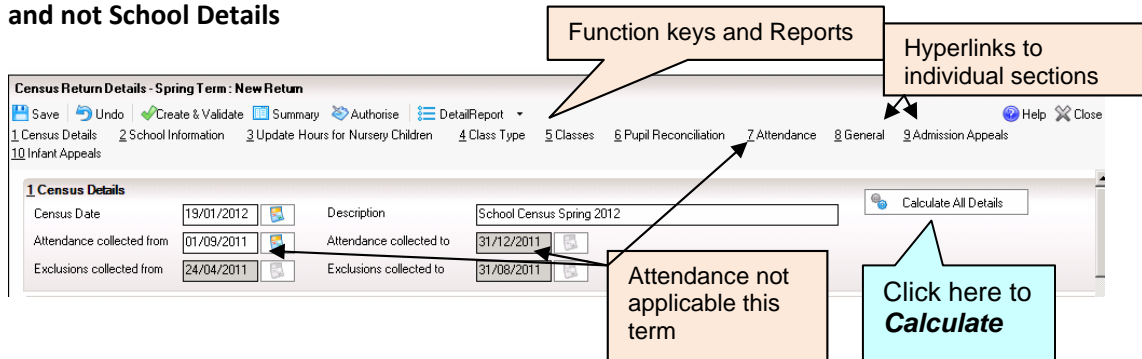 and not School Details
Function keys and Reports
Hyperlinks to
individual sections
Census Return Details - Spring Term : New Return
Save Undo Create & Validate Summary Authorise DetailReport Help Close
1 Census Details 2 School Information 3 Update Hours for Nursery Children 4 Class Type 5 Classes 6 Pupil Reconciliation 7 Attendance 8 General 9 Admission Appeals
10 Infant Appeals
1 Census Details
Census Date 19/01/2012 Description School Census Spring 2012 Calculate All Details
Attendance collected from 01/09/2011 Attendance collected to 31/12/2011
Exclusions collected from 24/04/2011 Exclusions collected to 31/08/2011
Attendance not
applicable this
term
Click here to
Calculate